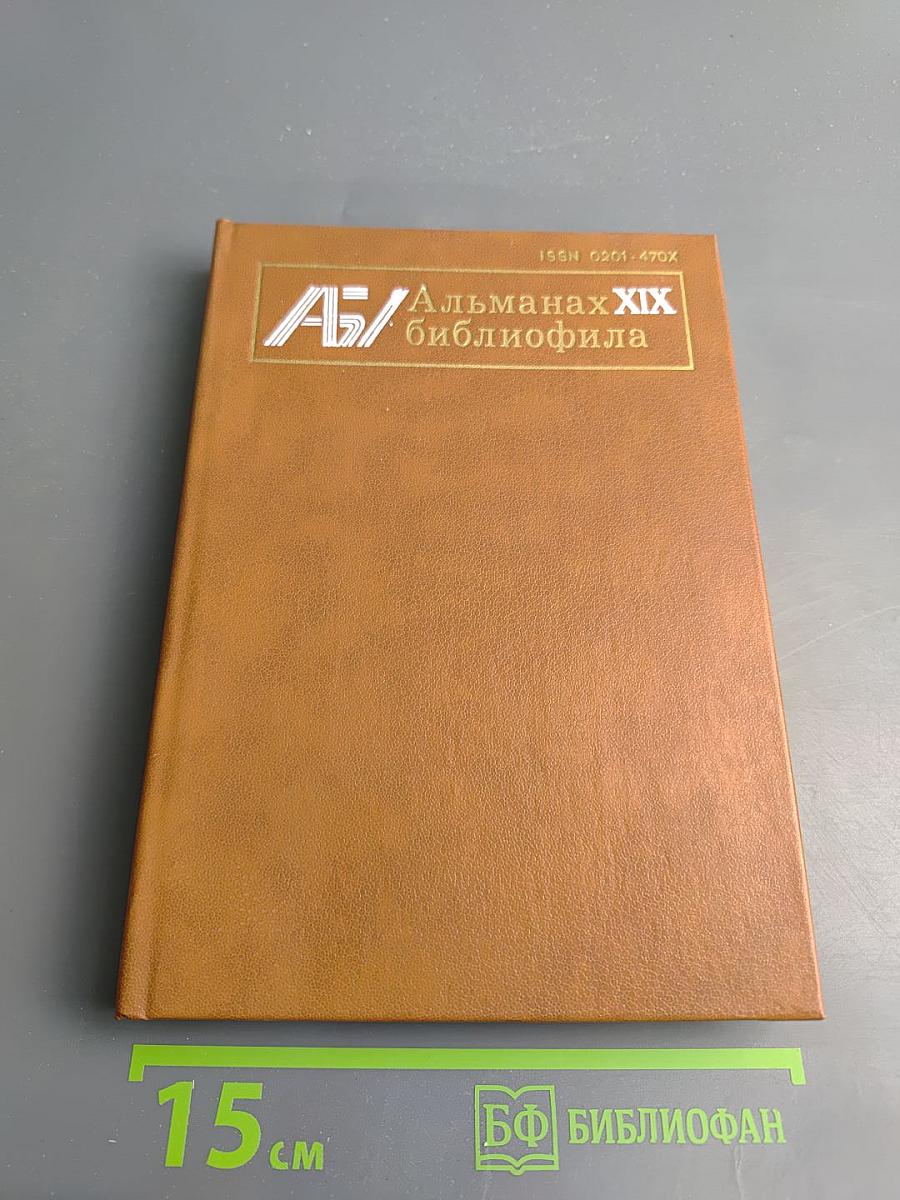 ISSN 0201-470X
АБ Альманах XIX
библиофила
15 см
БФ БИБЛИОФАН